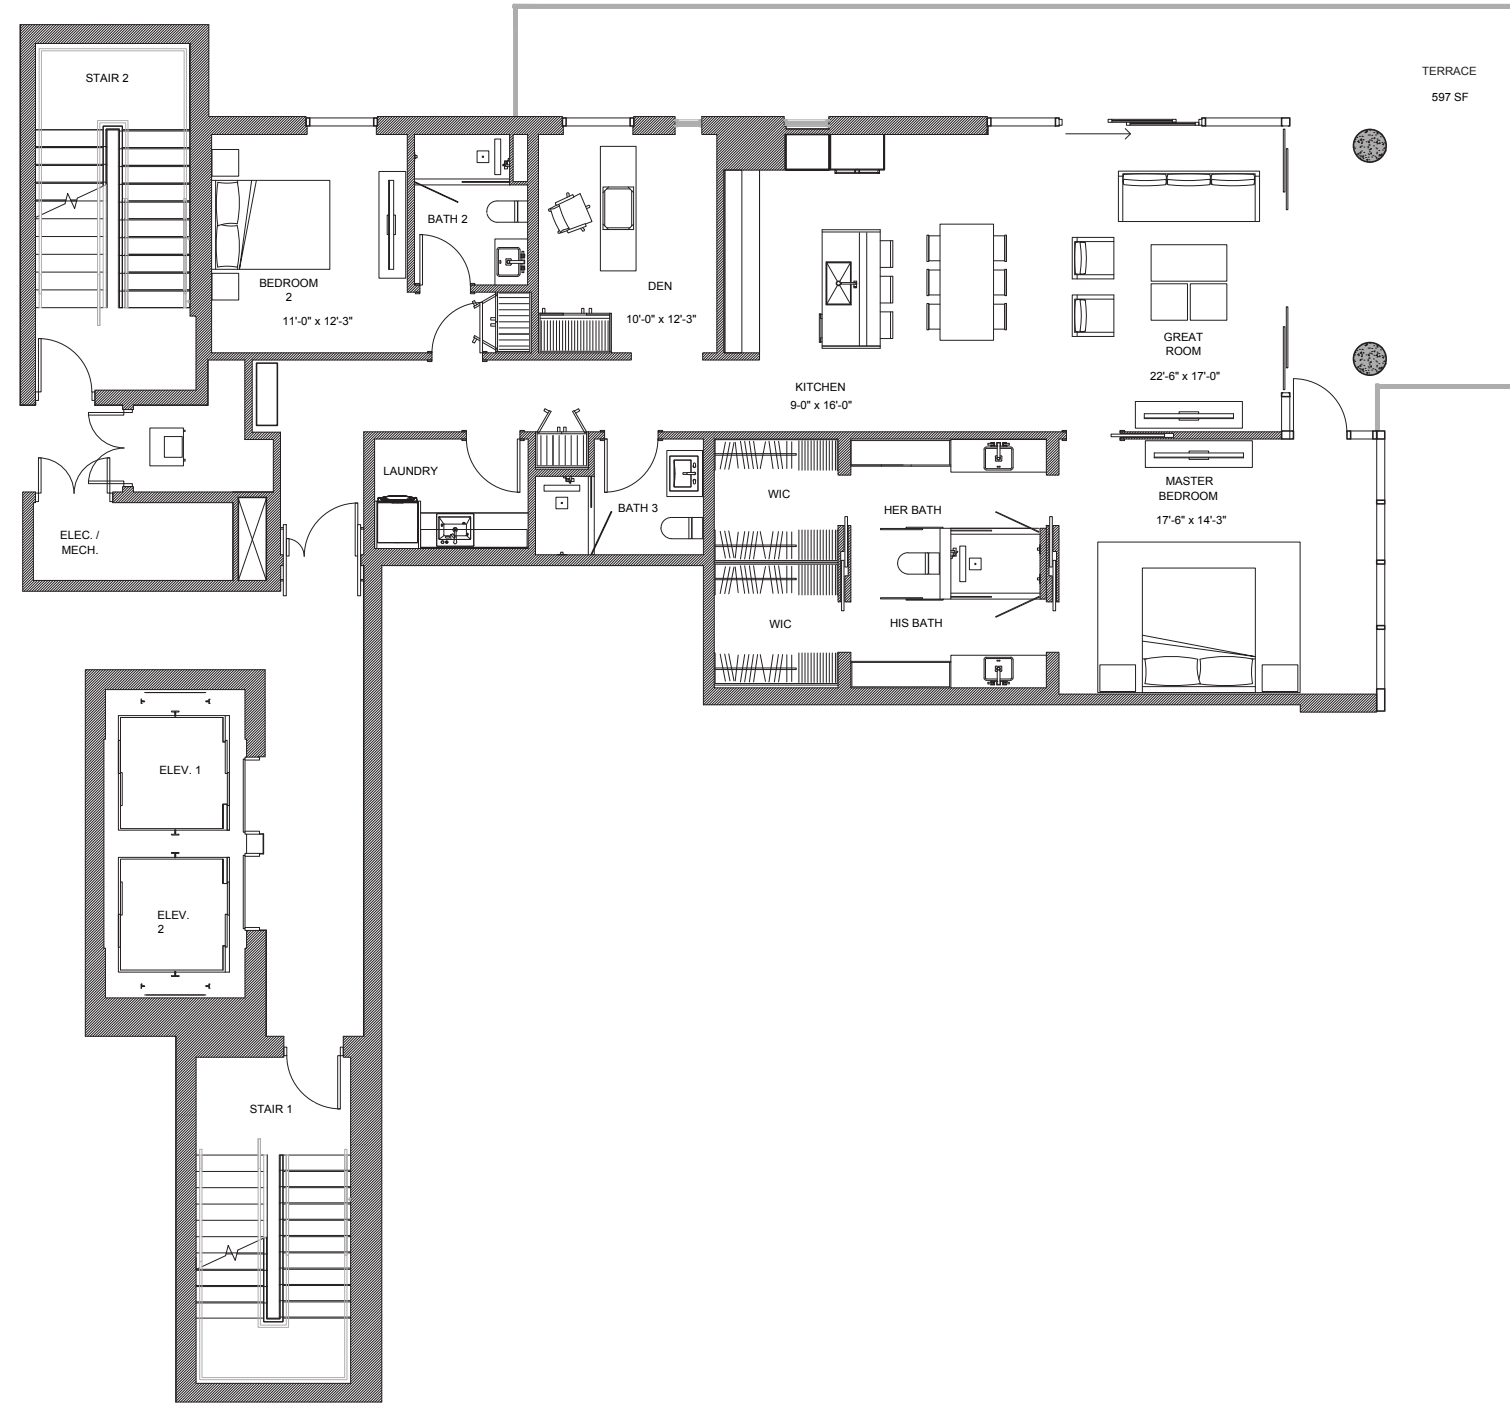 TERRACE
597 SF
STAIR 2
BATH 2
BEDROOM
2
11'-0" x 12'-3"
DEN
10'-0" x 12'-3"
GREAT
ROOM
22'-6" x 17'-0"
KITCHEN
9-0" x 16'-0"
LAUNDRY
BATH 3
WIC
HER BATH
MASTER
BEDROOM
17'-6" x 14'-3"
ELEC. /
MECH.
WIC
HIS BATH
ELEV. 1
ELEV.
2
STAIR 1